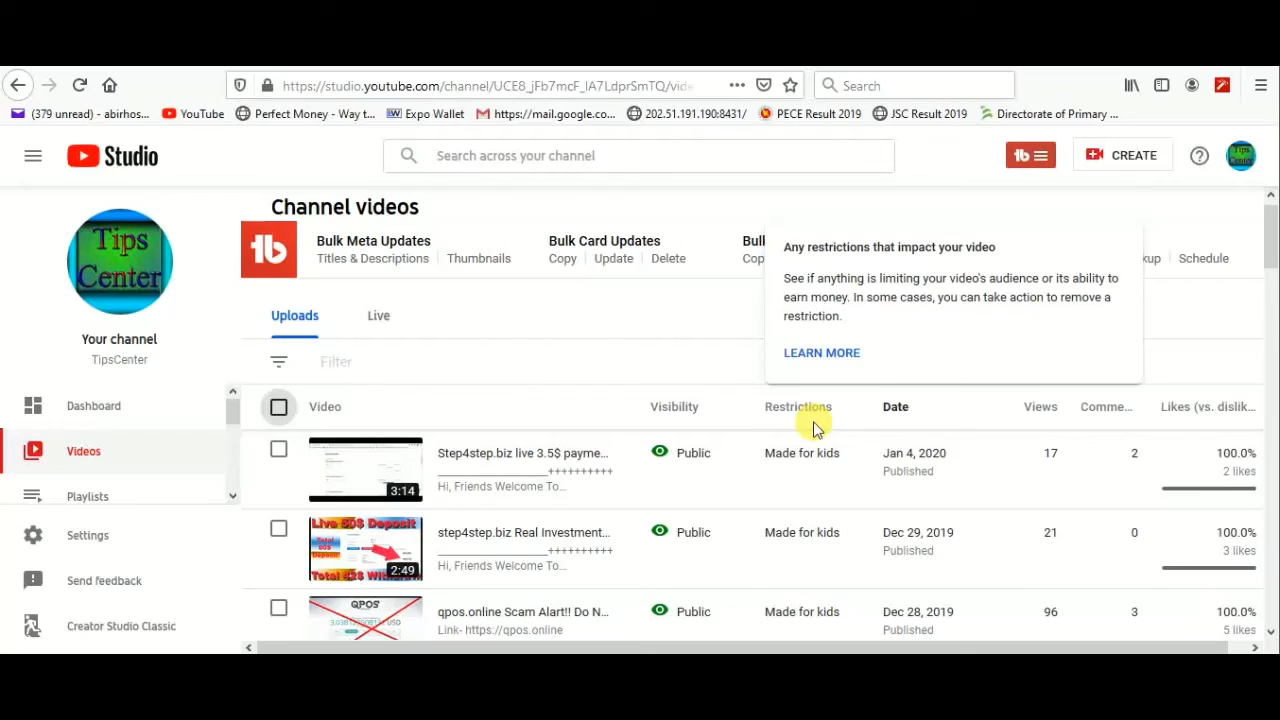 https://studio.youtube.com/channel/UCE8_jFb7mcF_IA7LdprSmTQ/vide
Search
(379 unread) - abirhos...
YouTube
Perfect Money - Way t...
Expo Wallet
https://mail.google.co...
202.51.191.190:8431/
PECE Result 2019
JSC Result 2019
Directorate of Primary ...
Studio
Search across your channel
CREATE
Tips Center
Channel videos
Bulk Meta Updates
Titles & Descriptions
Thumbnails
Bulk Card Updates
Copy
Update
Delete
Schedule
Any restrictions that impact your video
See if anything is limiting your video's audience or its ability to
earn money. In some cases, you can take action to remove a
restriction.
LEARN MORE
Tips
Center
Your channel
TipsCenter
Dashboard
Videos
Playlists
Settings
Send feedback
Creator Studio Classic
Uploads
Live
Filter
Video
Visibility
Restrictions
Date
Views
Comme...
Likes (vs. dislik...
3:14
Step4step.biz live 3.5$ payme...
____________________++++++++++
Hi, Friends Welcome To...
Public
Made for kids
Jan 4, 2020
Published
17
2
100.0%
2 likes
Live 50$ Deposit
2:49
step4step.biz Real Investment...
____________________++++++++++
Hi, Friends Welcome To...
Public
Made for kids
Dec 29, 2019
Published
21
0
100.0%
3 likes
QPOS
qpos.online Scam Alert!! Do N...
Link- https://qpos.online
Public
Made for kids
Dec 28, 2019
Published
96
3
100.0%
5 likes